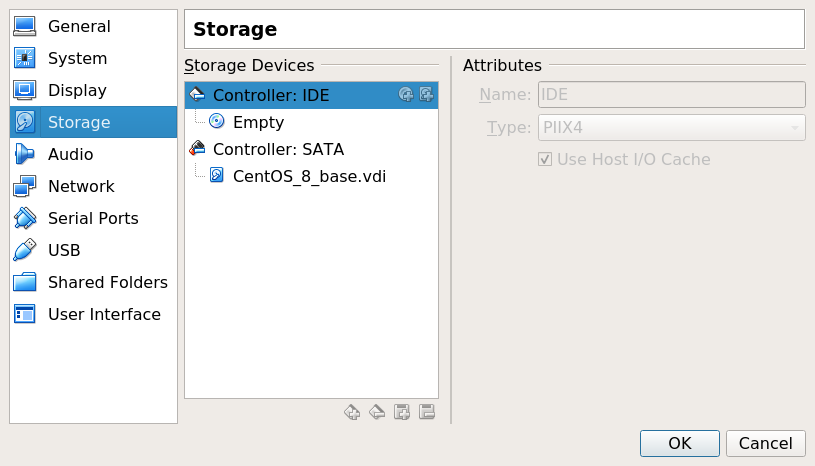 General
System
Display
Storage
Audio
Network
Serial Ports
USB
Shared Folders
User Interface
Storage
Storage Devices
Controller: IDE
Empty
Controller: SATA
CentOS_8_base.vdi
Attributes
Name: IDE
Type: PIIX4
Use Host I/O Cache
OK
Cancel